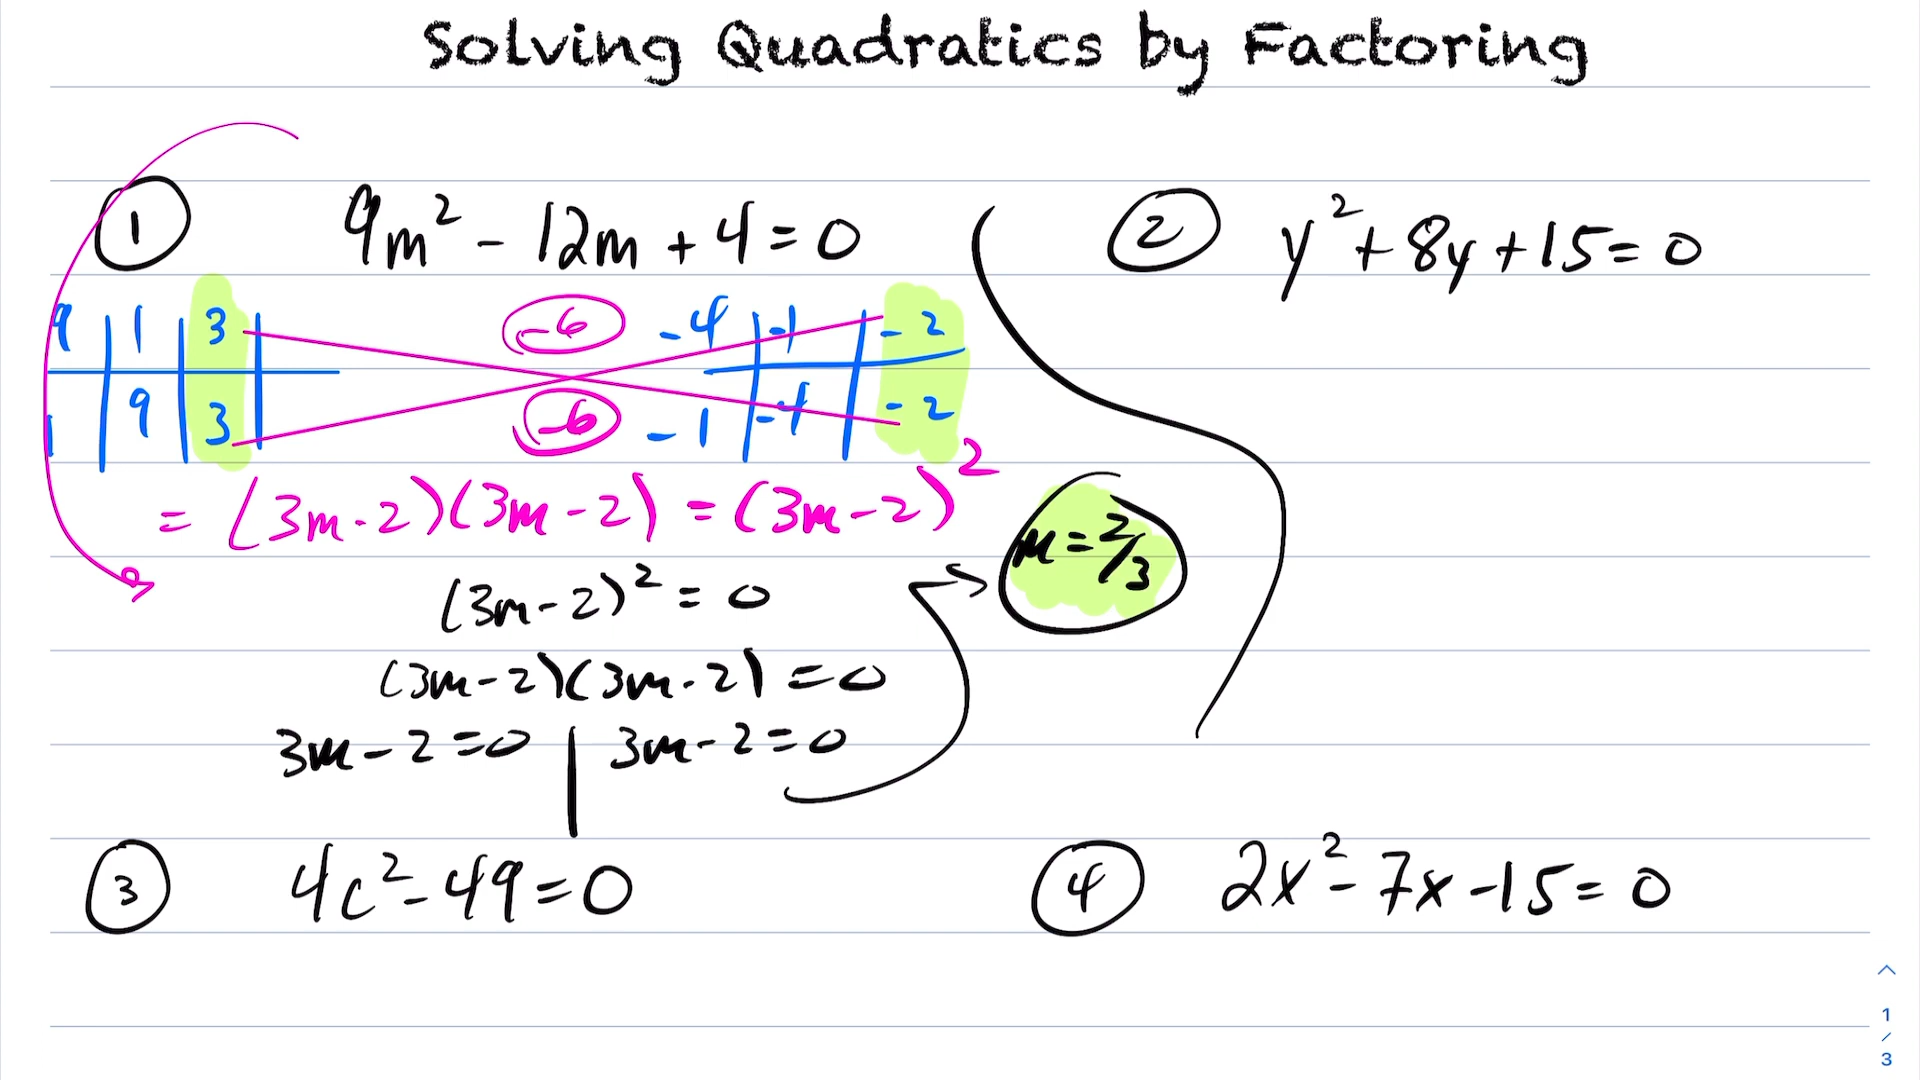 Solving Quadratics by Factoring
① 9m² - 12m + 4 = 0
9 | 1 | 3 -6 -4 | -1 | -2
1 | 9 | 3 -6 -1 | -4 | -2
= (3m-2)(3m-2) = (3m-2)²
m = 2/3
(3m-2)² = 0
(3m-2)(3m-2) = 0
3m-2=0 | 3m-2=0
② y² + 8y + 15 = 0
③ 4c² - 49 = 0
④ 2x² - 7x - 15 = 0
1
/
3